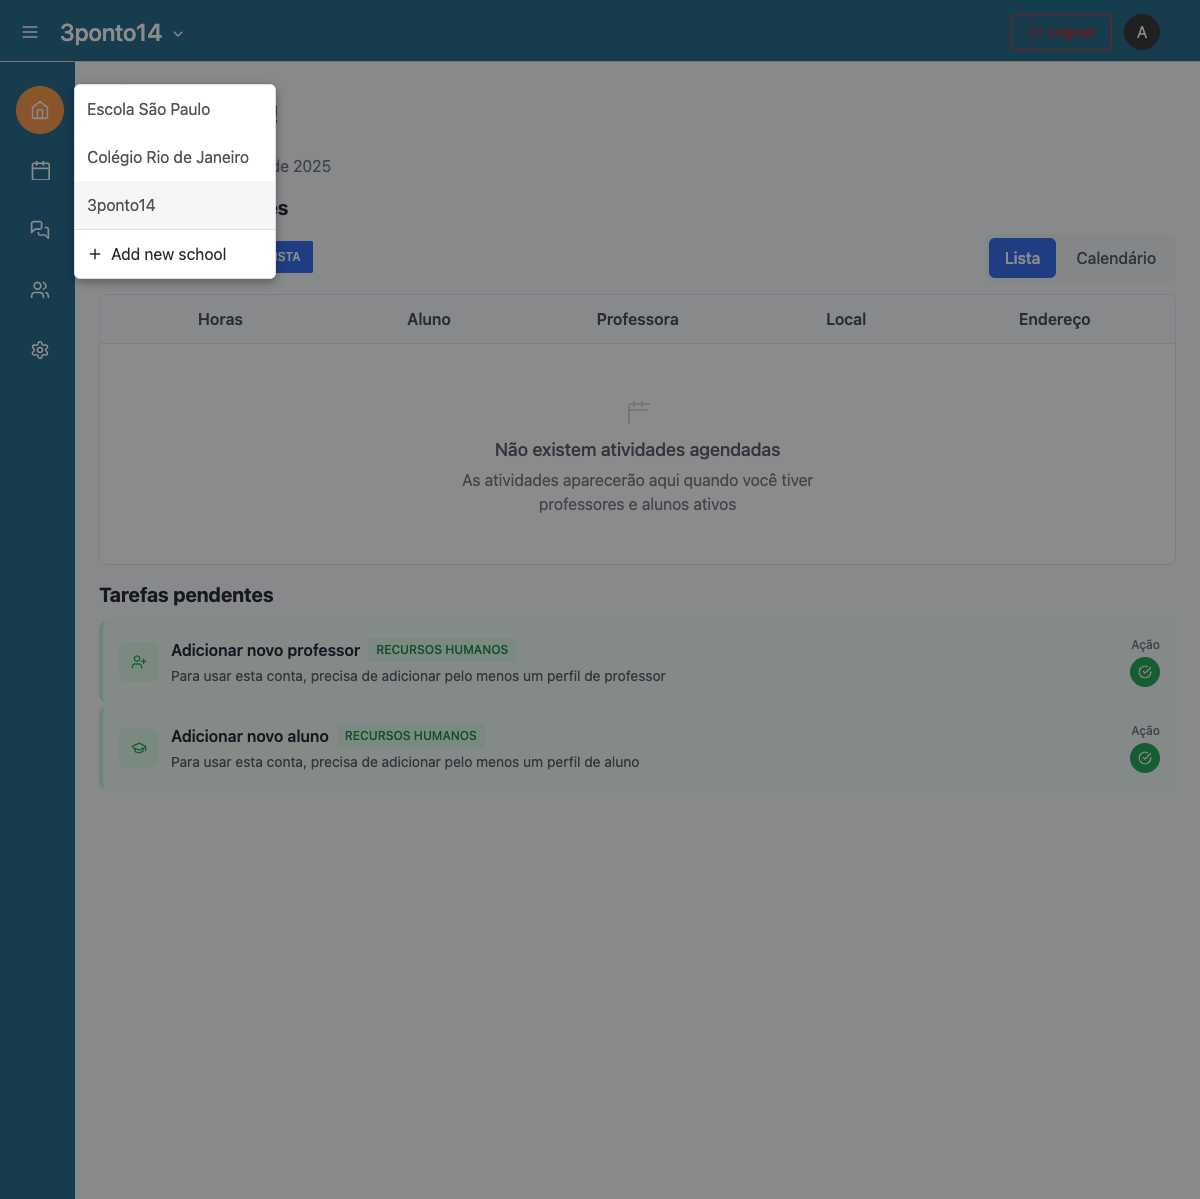 3ponto14
Logout
A
Escola São Paulo
Colégio Rio de Janeiro
de 2025
3ponto14
Add new school
Lista
Calendário
Horas Aluno Professora Local Endereço
Não existem atividades agendadas
As atividades aparecerão aqui quando você tiver
professores e alunos ativos
Tarefas pendentes
Adicionar novo professor RECURSOS HUMANOS
Para usar esta conta, precisa de adicionar pelo menos um perfil de professor
Ação
Adicionar novo aluno RECURSOS HUMANOS
Para usar esta conta, precisa de adicionar pelo menos um perfil de aluno
Ação